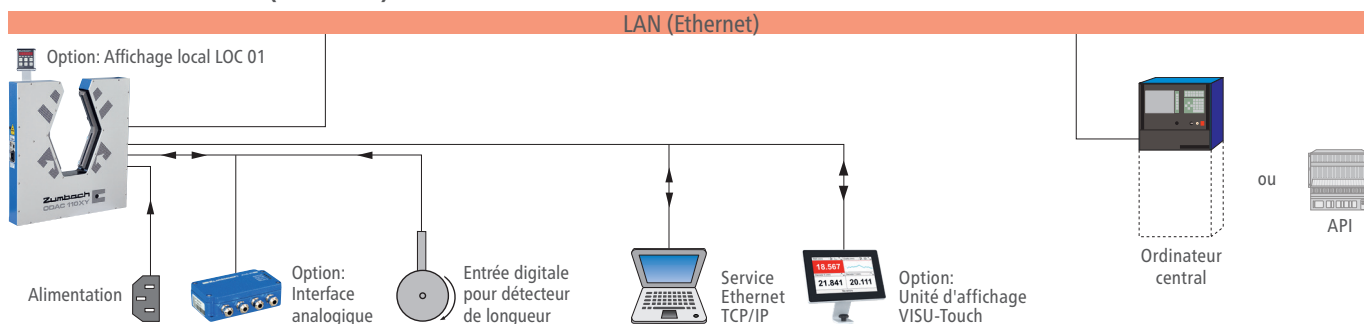 LAN (Ethernet)
Option: Affichage local LOC 01
Zumbach
ODAC 110XY
Alimentation
Option:
Interface
analogique
Entrée digitale
pour détecteur
de longueur
Service
Ethernet
TCP/IP
18.567
21.841 20.111
Option:
Unité d'affichage
VISU-Touch
Ordinateur
central
ou
API